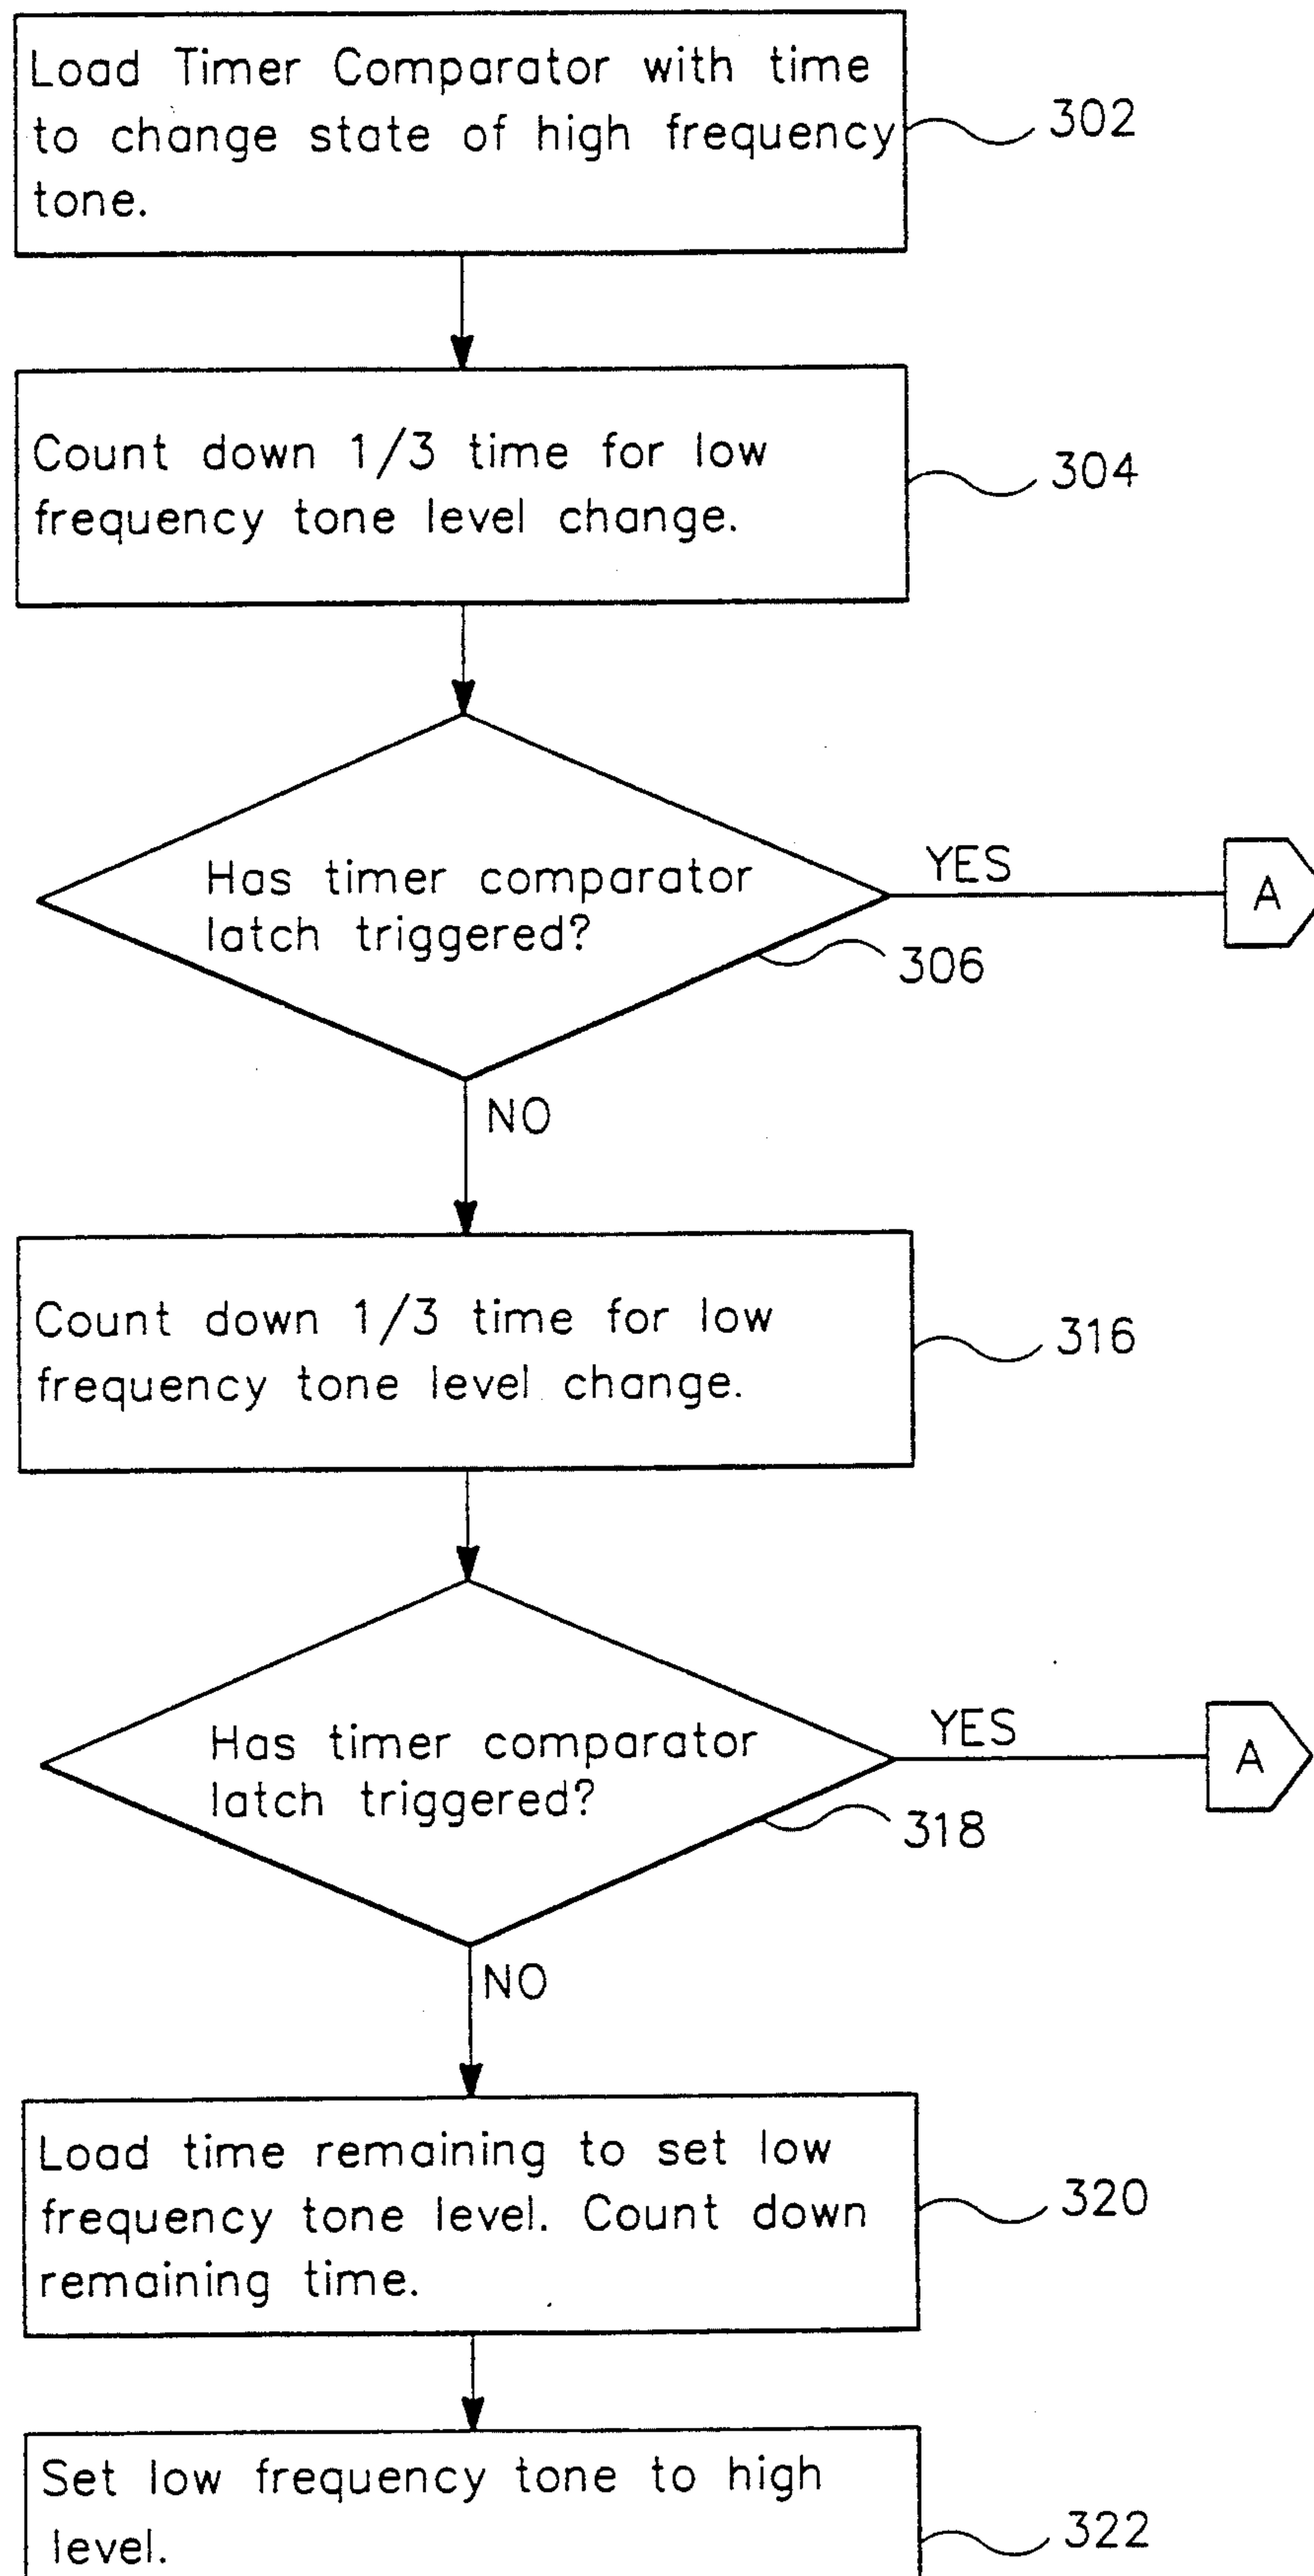 Load Timer Comparator with time
to change state of high frequency
tone.
302
Count down 1/3 time for low
frequency tone level change.
304
Has timer comparator
latch triggered?
YES
A
306
NO
Count down 1/3 time for low
frequency tone level change.
316
Has timer comparator
latch triggered?
YES
A
318
NO
Load time remaining to set low
frequency tone level. Count down
remaining time.
320
Set low frequency tone to high
level.
322